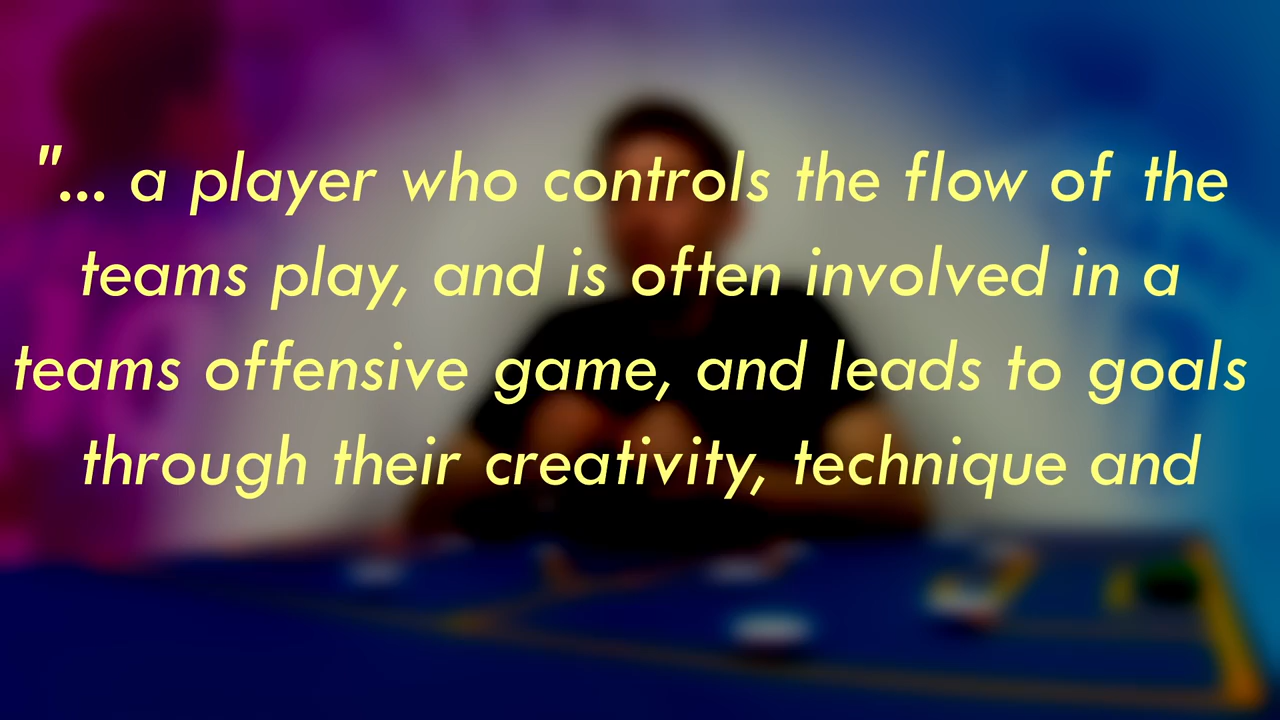 "... a player who controls the flow of the
teams play, and is often involved in a
teams offensive game, and leads to goals
through their creativity, technique and